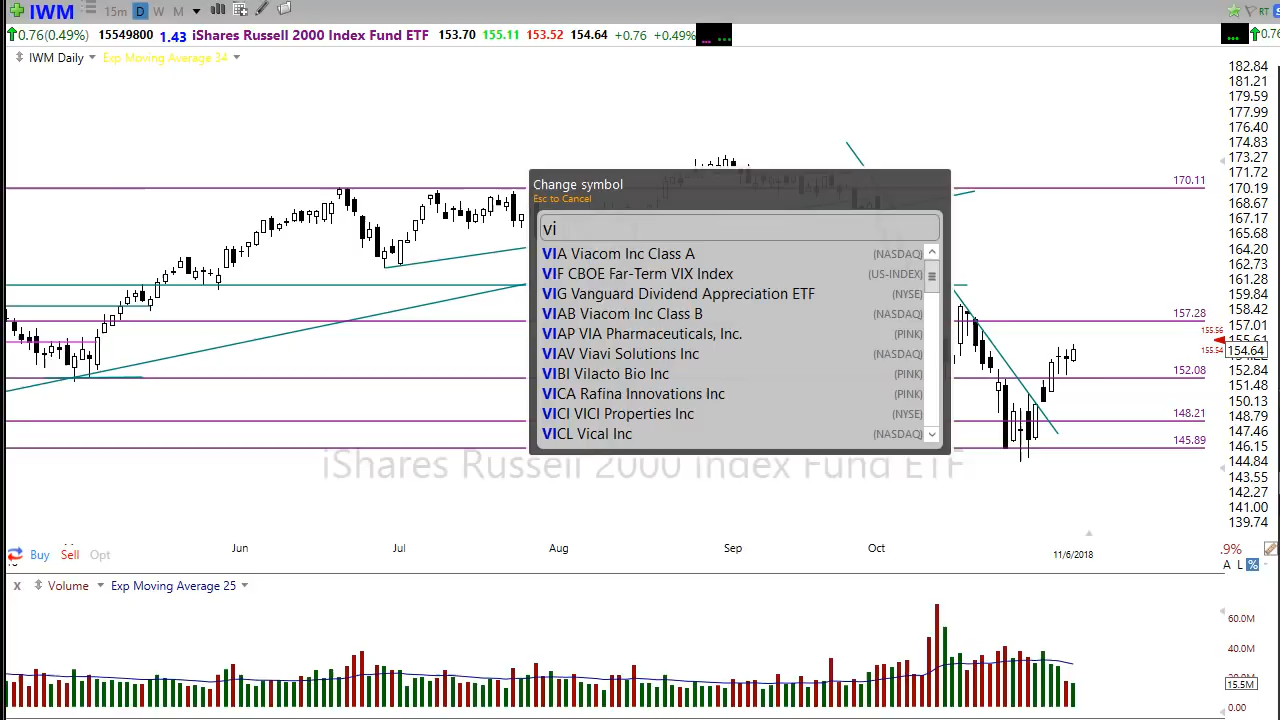 IWM 15m D W M RT
0.76(0.49%) 15549800 1.43 iShares Russell 2000 Index Fund ETF 153.70 155.11 153.52 154.64 +0.76 +0.49% 0.76
IWM Daily Exp Moving Average 34
182.84
181.21
179.59
177.99
176.40
174.83
173.27
171.72
170.11 170.19
168.67
167.17
165.68
164.20
162.73
161.28
159.84
157.28 158.42
157.01
155.56 155.61
155.54 154.64
152.08 152.84
151.48
150.13
148.21 148.79
147.46
145.89 146.15
144.84
143.55
142.27
141.00
139.74
Change symbol
Esc to Cancel
vi
VIA Viacom Inc Class A (NASDAQ)
VIF CBOE Far-Term VIX Index (US-INDEX)
VIG Vanguard Dividend Appreciation ETF (NYSE)
VIAB Viacom Inc Class B (NASDAQ)
VIAP VIA Pharmaceuticals, Inc. (PINK)
VIAV Viavi Solutions Inc (NASDAQ)
VIBI Vilacto Bio Inc (PINK)
VICA Rafina Innovations Inc (PINK)
VICI VICI Properties Inc (NYSE)
VICL Vical Inc (NASDAQ)
iShares Russell 2000 Index Fund ETF
Buy Sell Opt Jun Jul Aug Sep Oct 11/6/2018 .9%
A L %
X Volume Exp Moving Average 25
60.0M
40.0M
15.5M
0.00